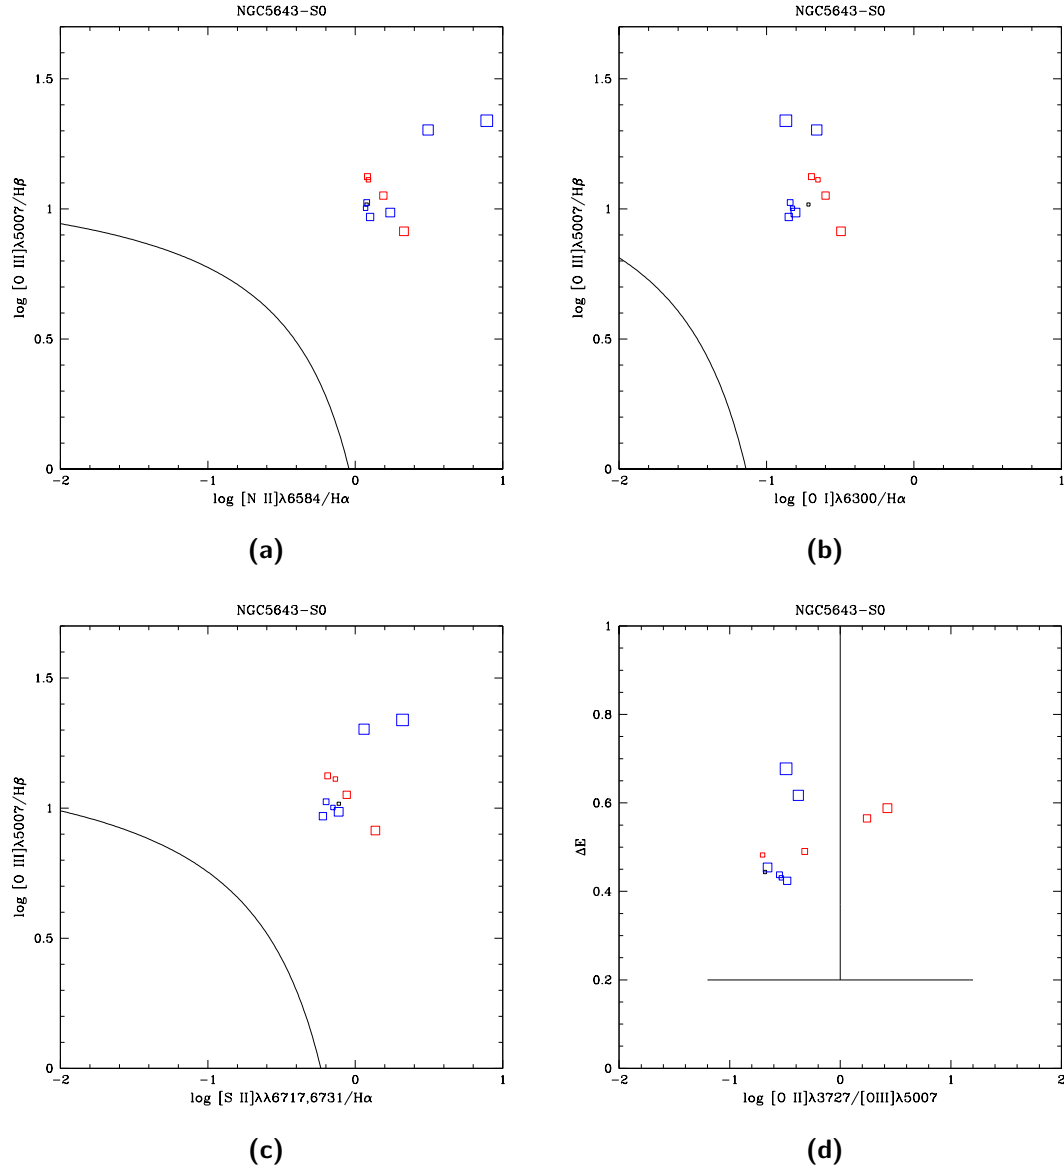 NGC5643-S0
NGC5643-S0
1.5
1
0.5
0
log [O III]λ5007/Hβ
-2
-1
0
1
log [N II]λ6584/Hα
1.5
1
0.5
0
log [O III]λ5007/Hβ
-2
-1
0
1
log [O I]λ6300/Hα
(a)
(b)
NGC5643-S0
NGC5643-S0
1.5
1
0.5
0
log [O III]λ5007/Hβ
-2
-1
0
1
log [S II]λλ6717,6731/Hα
1
0.8
0.6
0.4
0.2
0
ΔE
-2
-1
0
1
2
log [O II]λ3727/[OIII]λ5007
(c)
(d)